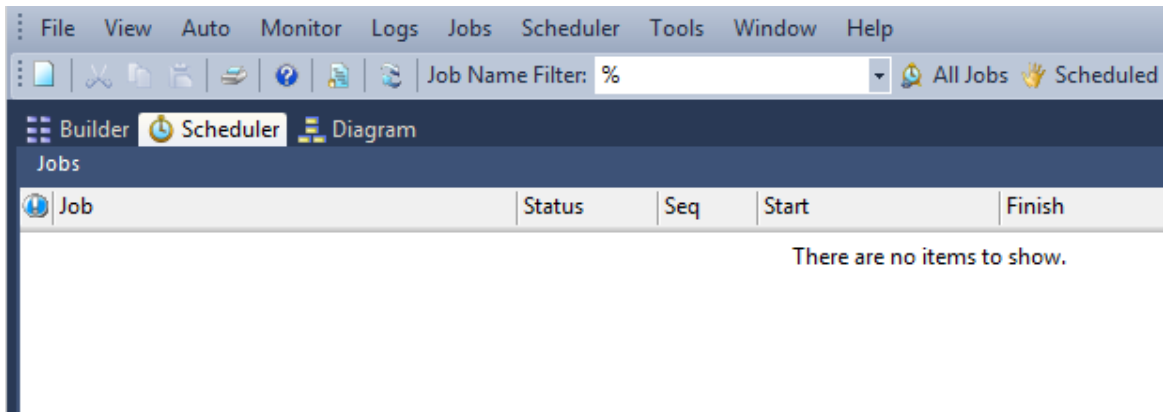 File View Auto Monitor Logs Jobs Scheduler Tools Window Help
Job Name Filter: % All Jobs Scheduled
Builder Scheduler Diagram
Jobs
Job Status Seq Start Finish
There are no items to show.